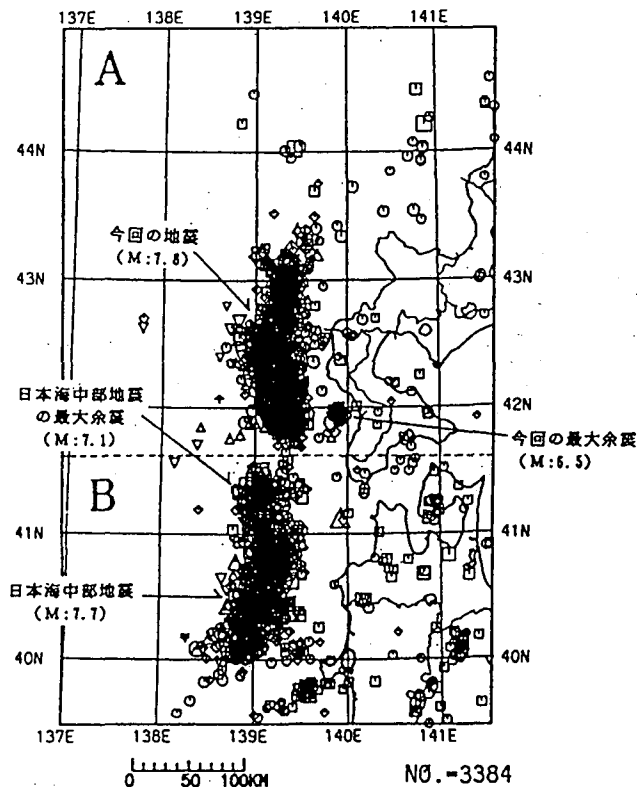 137E 138E 139E 140E 141E
A
44N 44N
今回の地震
(M:7.8)
43N 43N
日本海中部地震
の最大余震
(M:7.1)
42N 42N
今回の最大余震
(M:6.5)
B
41N 41N
日本海中部地震
(M:7.7)
40N 40N
137E 138E 139E 140E 141E
0 50 100KM
NO.=3384